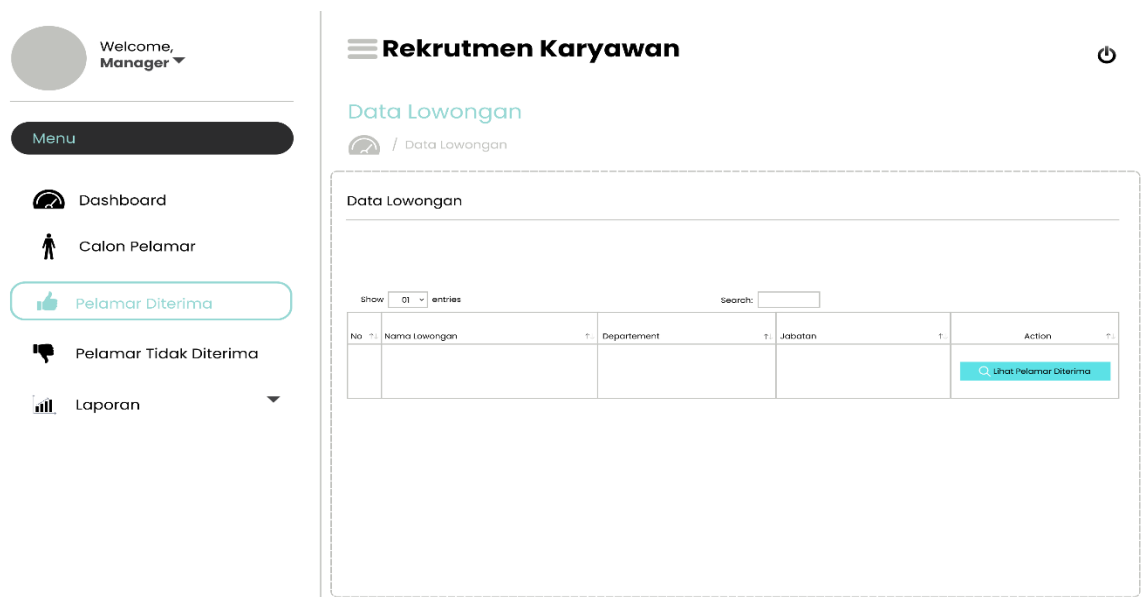 Welcome,
Manager
Menu
Dashboard
Calon Pelamar
Pelamar Diterima
Pelamar Tidak Diterima
Laporan
Rekrutmen Karyawan
Data Lowongan
/ Data Lowongan
Data Lowongan
Show 01 entries Search:
No Nama Lowongan Departement Jabatan Action
Lihat Pelamar Diterima